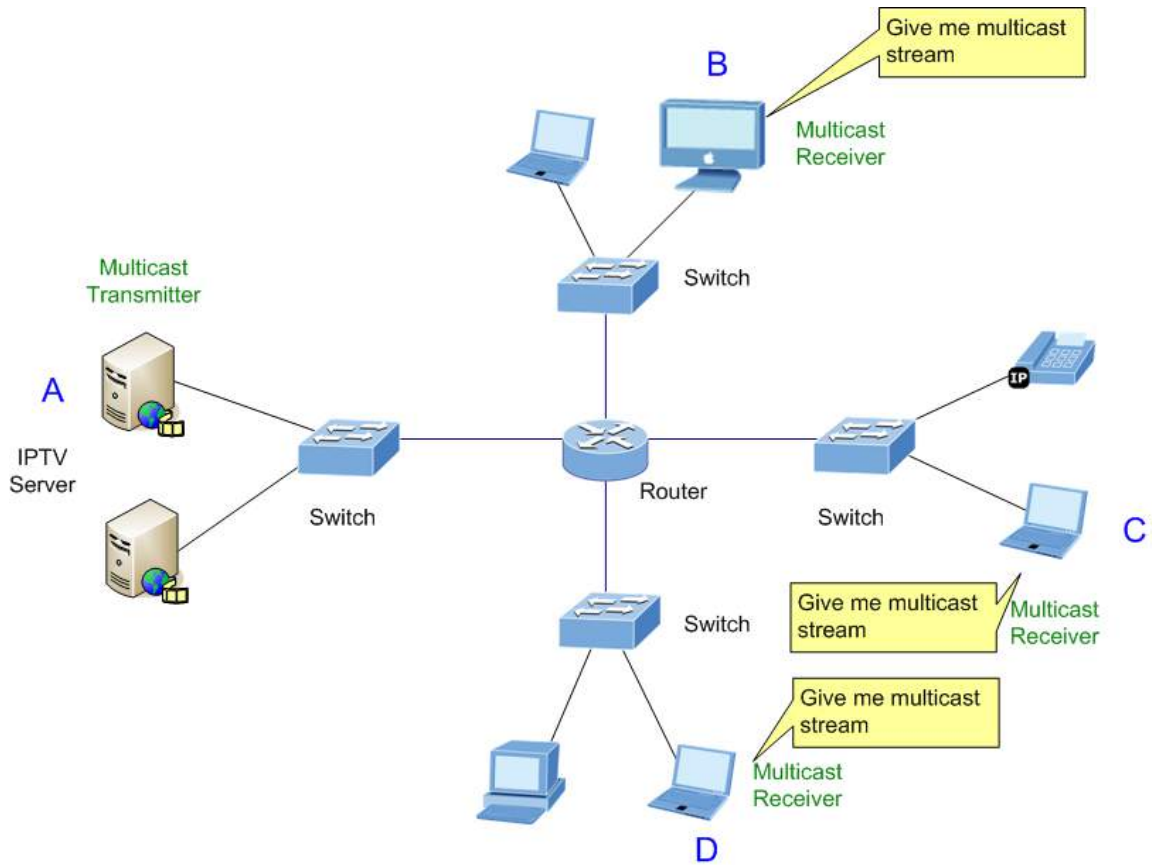 Give me multicast
stream
B
Multicast
Receiver
Switch
Multicast
Transmitter
A
IPTV
Server
Switch
Router
IP
Switch
C
Give me multicast
stream
Multicast
Receiver
Switch
Give me multicast
stream
Multicast
Receiver
D